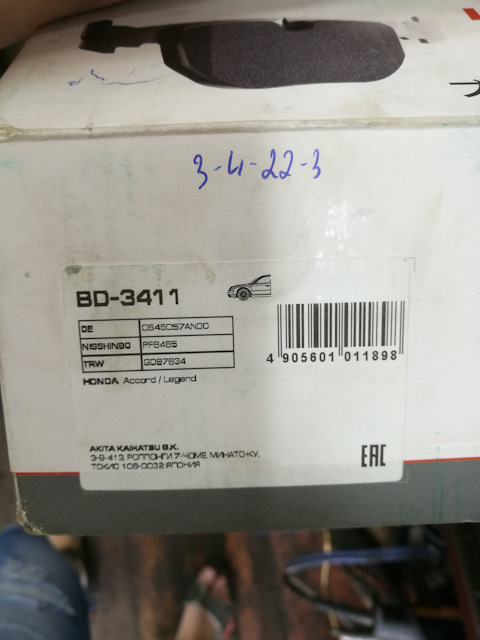 3-4-22-3
BD-3411
OE 06450S7AN00
NISSHINBO PF8465
TRW GDB7634
HONDA Accord / Legend
4 905601 011898
AKITA KAIHATSU G.K.
3-9-413, РОППОНГИ 7-ЧОМЕ, МИНАТО-КУ,
ТОКИО 106-0032 ЯПОНИЯ
EAC